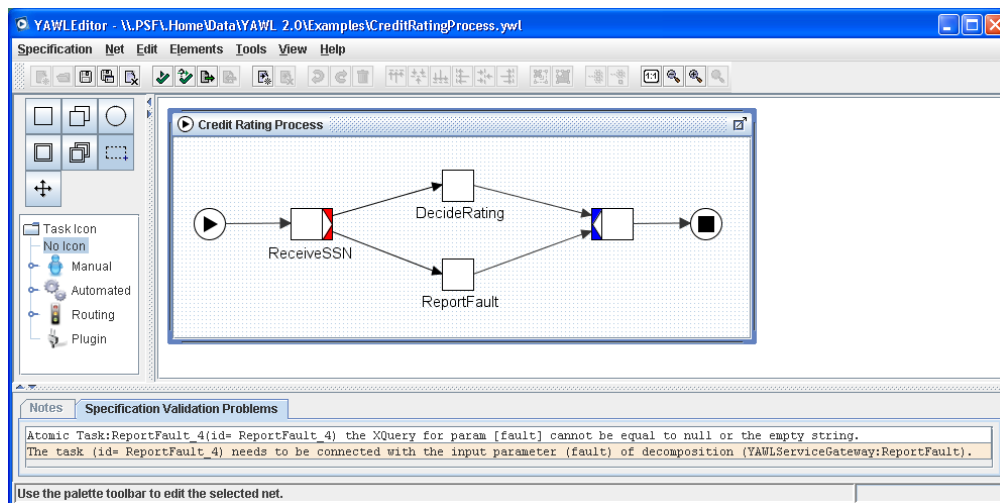 YAWLEditor - \\.PSF\.Home\Data\YAWL 2.0\Examples\CreditRatingProcess.ywl
Specification Net Edit Elements Tools View Help
1:1
Credit Rating Process
DecideRating
ReceiveSSN
ReportFault
Task Icon
No Icon
Manual
Automated
Routing
Plugin
Notes Specification Validation Problems
Atomic Task:ReportFault_4(id= ReportFault_4) the XQuery for param [fault] cannot be equal to null or the empty string.
The task (id= ReportFault_4) needs to be connected with the input parameter (fault) of decomposition (YAWLServiceGateway:ReportFault).
Use the palette toolbar to edit the selected net.